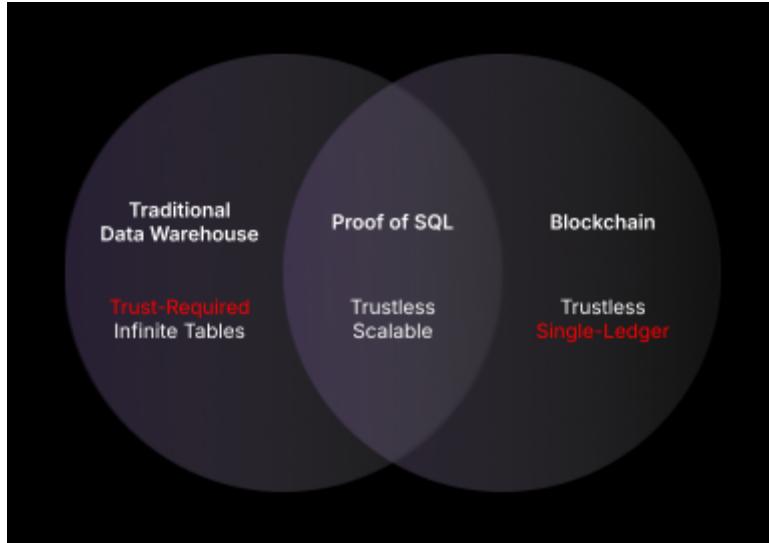 Traditional
Data Warehouse
Trust-Required
Infinite Tables
Proof of SQL
Trustless
Scalable
Blockchain
Trustless
Single-Ledger